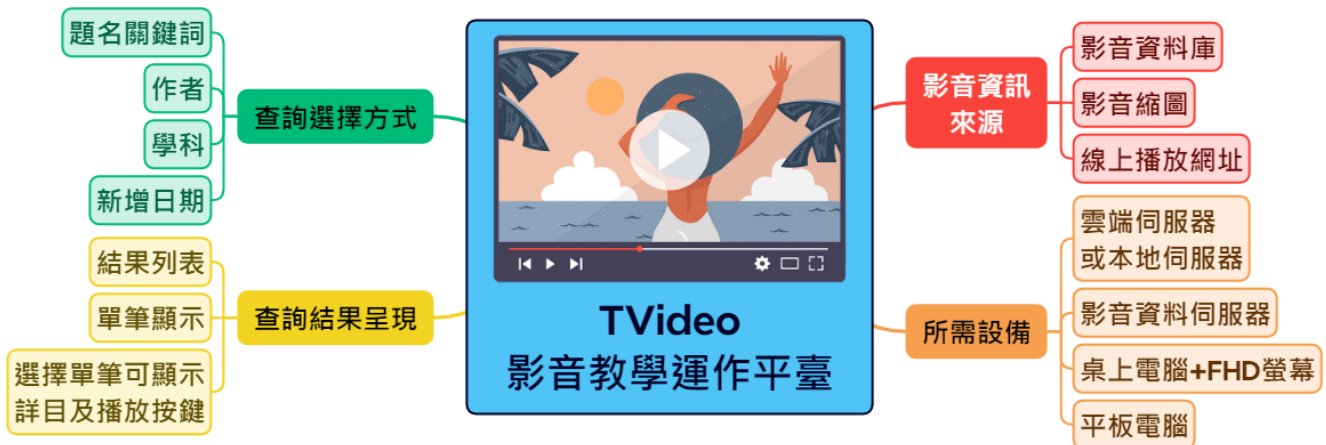 題名關鍵詞
作者
學科
新增日期
查詢選擇方式
結果列表
單筆顯示
選擇單筆可顯示
詳目及播放按鍵
查詢結果呈現
TVideo
影音教學運作平臺
影音資訊
來源
影音資料庫
影音縮圖
線上播放網址
所需設備
雲端伺服器
或本地伺服器
影音資料伺服器
桌上電腦+FHD螢幕
平板電腦